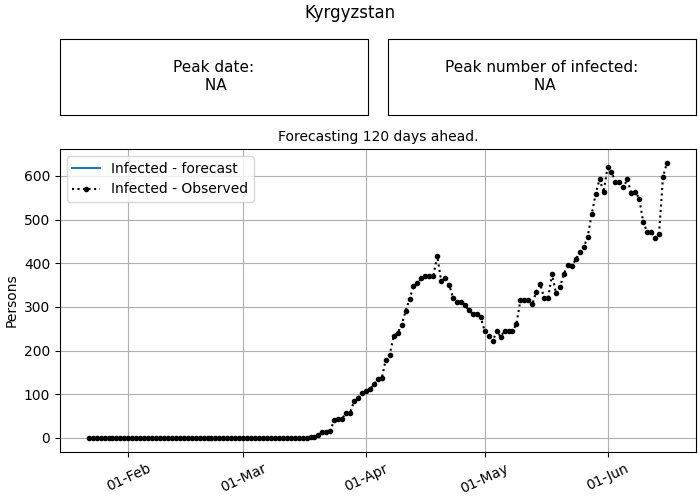 Kyrgyzstan
Peak date:
NA
Peak number of infected:
NA
Forecasting 120 days ahead.
Infected - forecast
Infected - Observed
600
500
400
300
200
100
0
Persons
01-Feb
01-Mar
01-Apr
01-May
01-Jun